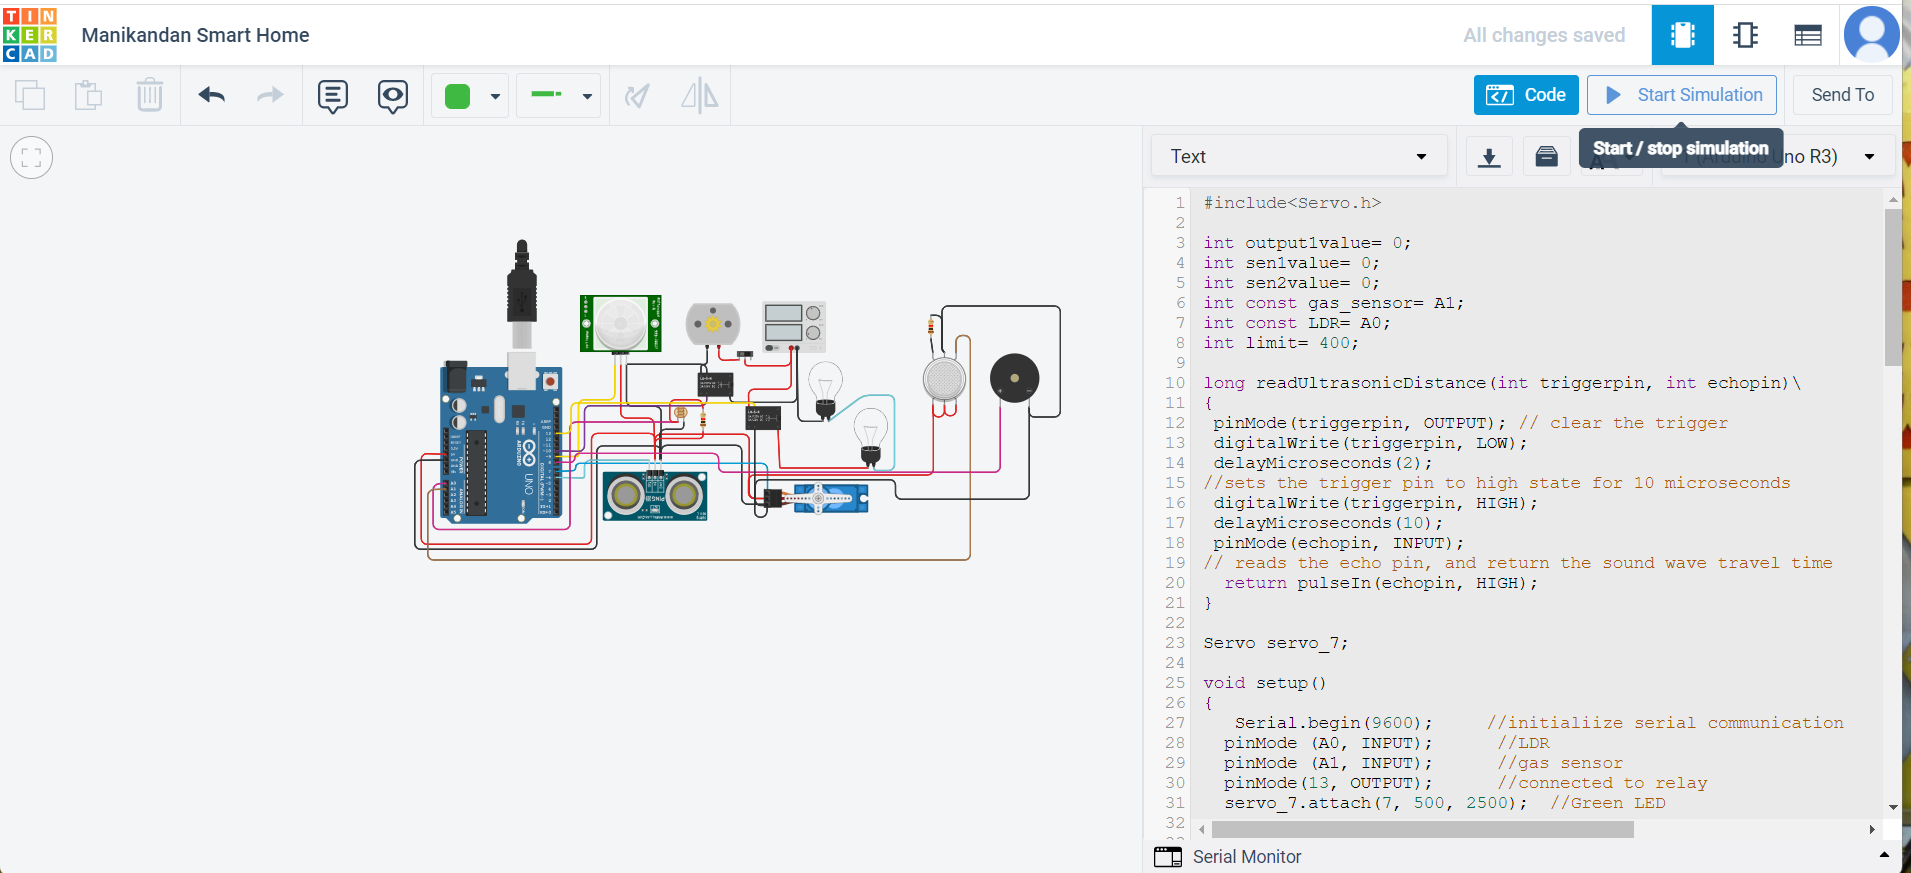 TIN
KER
CAD
Manikandan Smart Home
All changes saved
Code
Start Simulation
Send To
Start / stop simulation
Text
no R3)
1 #include<Servo.h>
2
3 int output1value= 0;
4 int sen1value= 0;
5 int sen2value= 0;
6 int const gas_sensor= A1;
7 int const LDR= A0;
8 int limit= 400;
9
10 long readUltrasonicDistance(int triggerpin, int echopin)\
11 {
12 pinMode(triggerpin, OUTPUT); // clear the trigger
13 digitalWrite(triggerpin, LOW);
14 delayMicroseconds(2);
15 //sets the trigger pin to high state for 10 microseconds
16 digitalWrite(triggerpin, HIGH);
17 delayMicroseconds(10);
18 pinMode(echopin, INPUT);
19 // reads the echo pin, and return the sound wave travel time
20 return pulseIn(echopin, HIGH);
21 }
22
23 Servo servo_7;
24
25 void setup()
26 {
27 Serial.begin(9600); //initialiize serial communication
28 pinMode (A0, INPUT); //LDR
29 pinMode (A1, INPUT); //gas sensor
30 pinMode(13, OUTPUT); //connected to relay
31 servo_7.attach(7, 500, 2500); //Green LED
32
Serial Monitor
ARDUINO
UNO